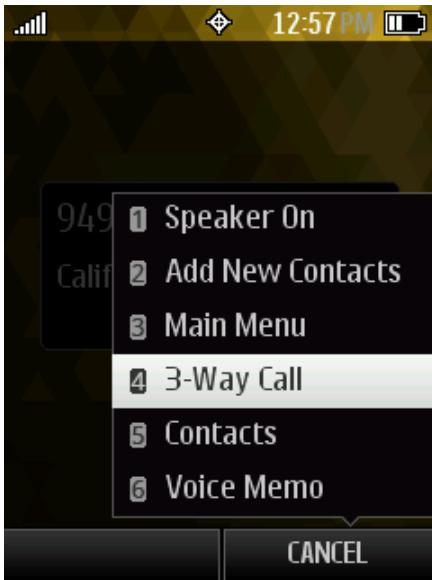 12:57 PM
949
Calif
1 Speaker On
2 Add New Contacts
3 Main Menu
4 3-Way Call
5 Contacts
6 Voice Memo
CANCEL